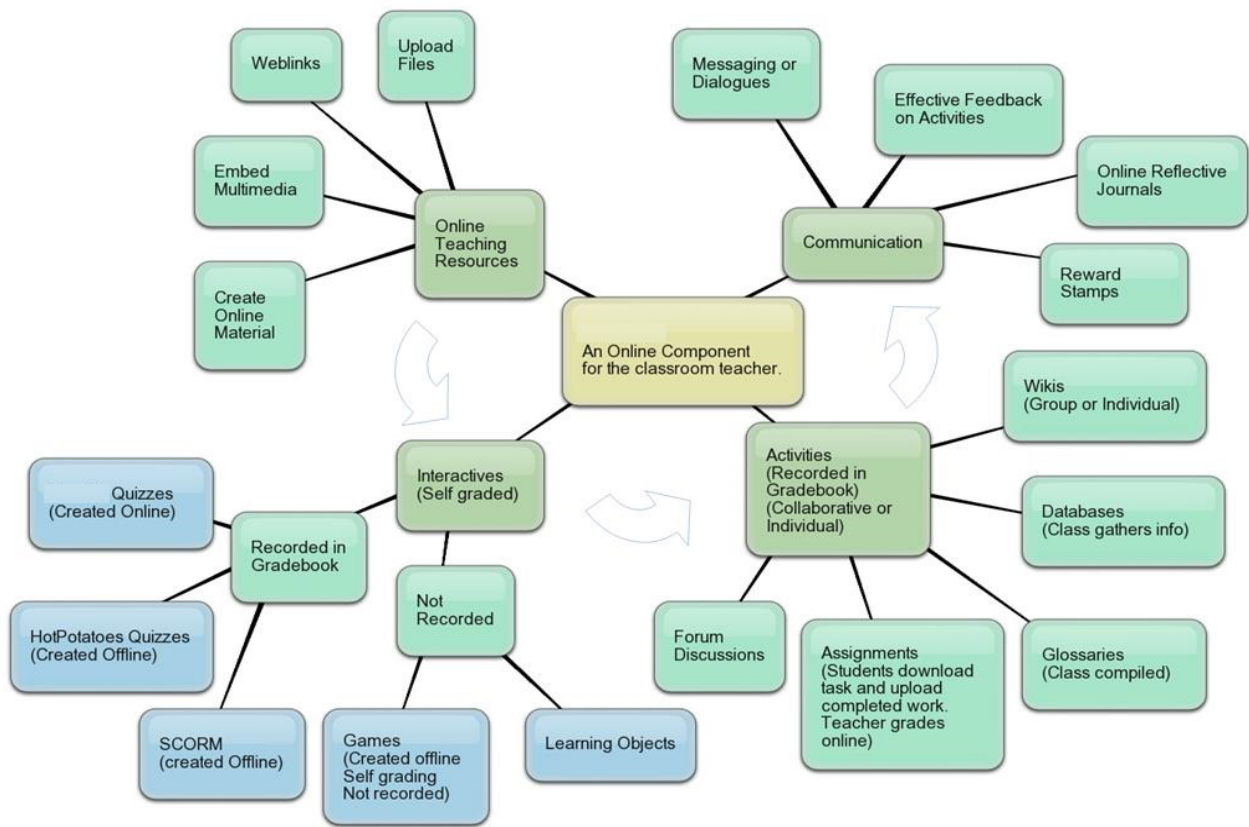 Weblinks
Upload
Files
Embed
Multimedia
Create
Online
Material
Online
Teaching
Resources
Messaging or
Dialogues
Effective Feedback
on Activities
Online Reflective
Journals
Reward
Stamps
Communication
An Online Component
for the classroom teacher.
Interactives
(Self graded)
Recorded in
Gradebook
Quizzes
(Created Online)
HotPotatoes Quizzes
(Created Offline)
SCORM
(created Offline)
Not
Recorded
Games
(Created offline
Self grading
Not recorded)
Learning Objects
Activities
(Recorded in
Gradebook)
(Collaborative or
Individual)
Wikis
(Group or Individual)
Databases
(Class gathers info)
Glossaries
(Class compiled)
Assignments
(Students download
task and upload
completed work.
Teacher grades
online)
Forum
Discussions